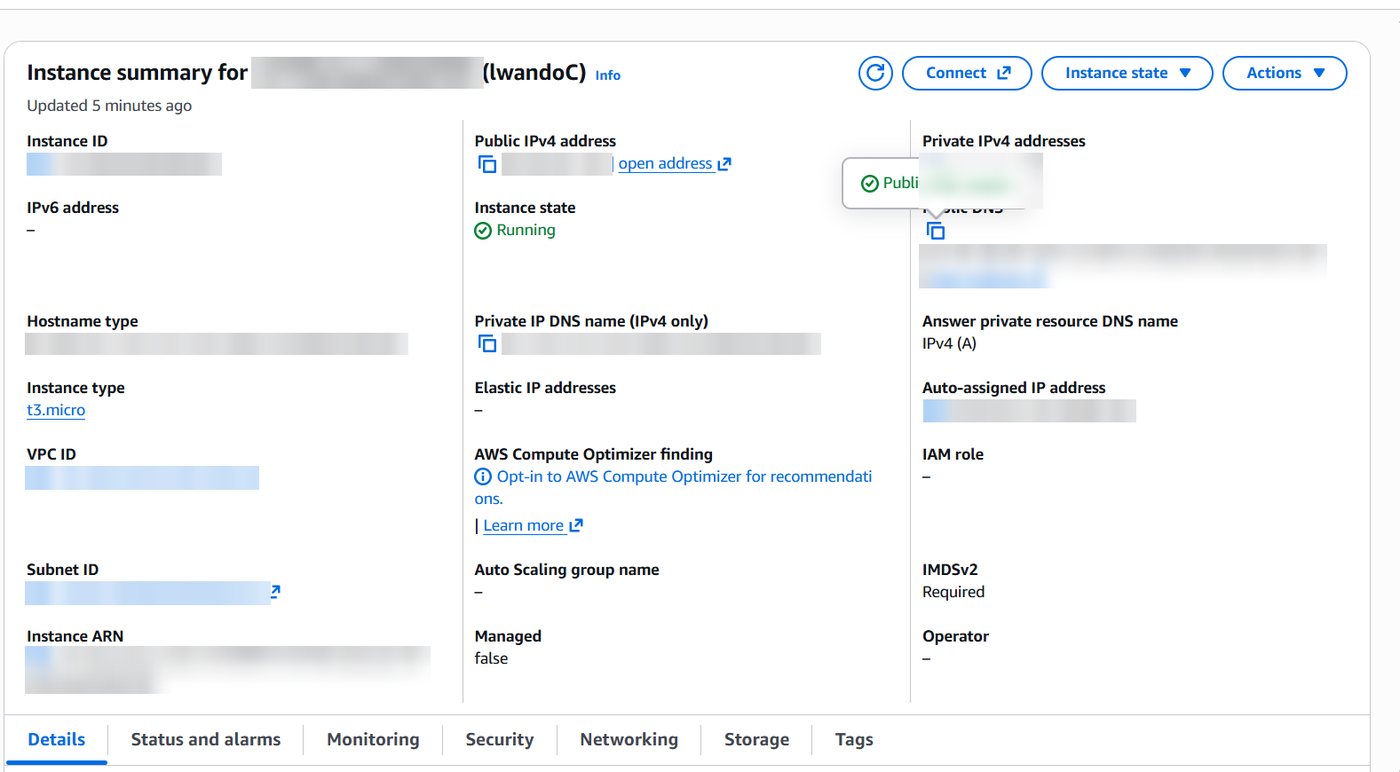 Instance summary for (lwandoC) Info
Connect
Instance state
Actions
Updated 5 minutes ago
Instance ID
Public IPv4 address
open address
Private IPv4 addresses
IPv6 address
–
Instance state
Running
Public DNS
Hostname type
Private IP DNS name (IPv4 only)
Answer private resource DNS name
IPv4 (A)
Instance type
t3.micro
Elastic IP addresses
–
Auto-assigned IP address
VPC ID
AWS Compute Optimizer finding
Opt-in to AWS Compute Optimizer for recommendati
ons.
| Learn more
IAM role
–
Subnet ID
Auto Scaling group name
–
IMDSv2
Required
Instance ARN
Managed
false
Operator
–
Details
Status and alarms
Monitoring
Security
Networking
Storage
Tags